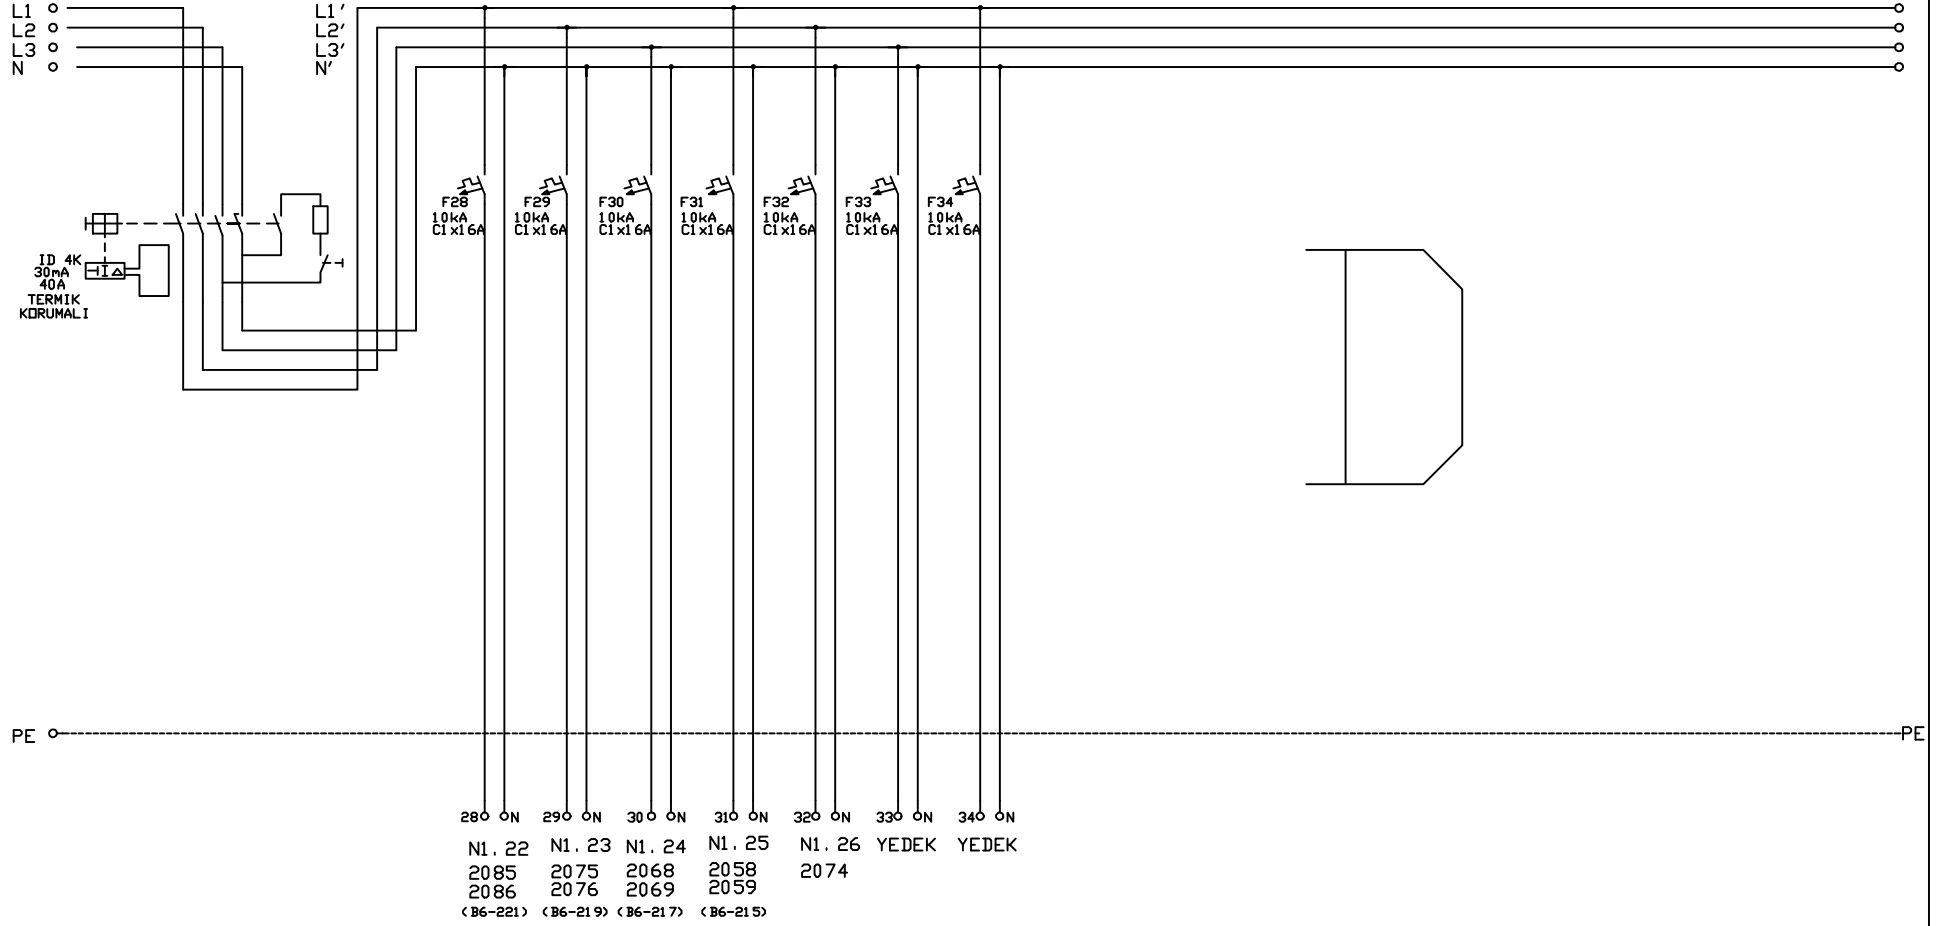 L1
L2
L3
N
L1'
L2'
L3'
N'
ID 4K
30mA
40A
TERMIK
KORUMALI
F28
10kA
C1x16A
F29
10kA
C1x16A
F30
10kA
C1x16A
F31
10kA
C1x16A
F32
10kA
C1x16A
F33
10kA
C1x16A
F34
10kA
C1x16A
PE
PE
28 N
29 N
30 N
31 N
32 N
33 N
34 N
N1.22
2085
2086
(B6-221)
N1.23
2075
2076
(B6-219)
N1.24
2068
2069
(B6-217)
N1.25
2058
2059
(B6-215)
N1.26
2074
YEDEK
YEDEK